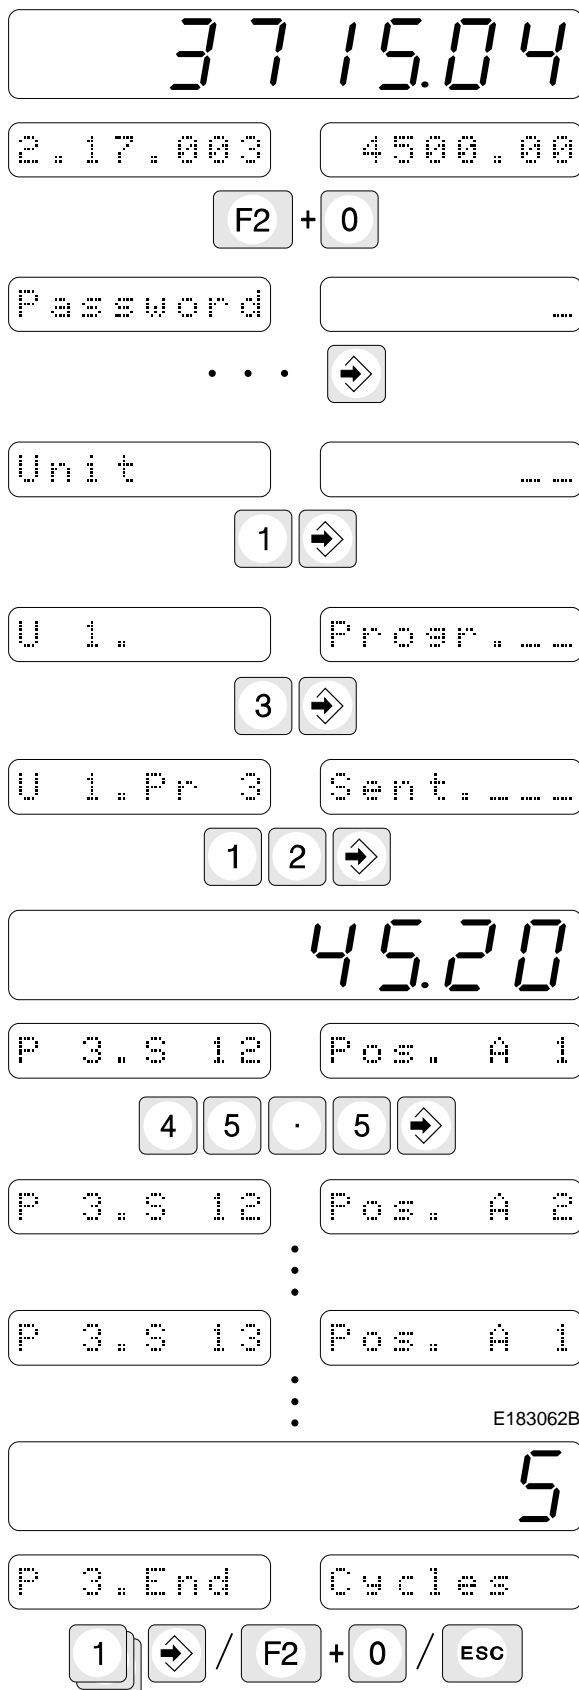 3715.04
2.17.003 4500.00
F2 + 0
Password _
. . .
Unit _ _
1
U 1. Progr._ _
3
U 1.Pr 3 Sent._ _ _
1 2
45.20
P 3.S 12 Pos. A 1
4 5 . 5
P 3.S 12 Pos. A 2
P 3.S 13 Pos. A 1
E183062B
5
P 3.End Cycles
1 / F2 + 0 / ESC